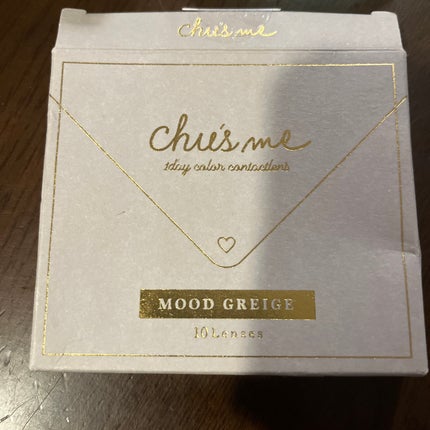 chu's me
chu's me
1day color contactlens
MOOD GREIGE
10 Lenses